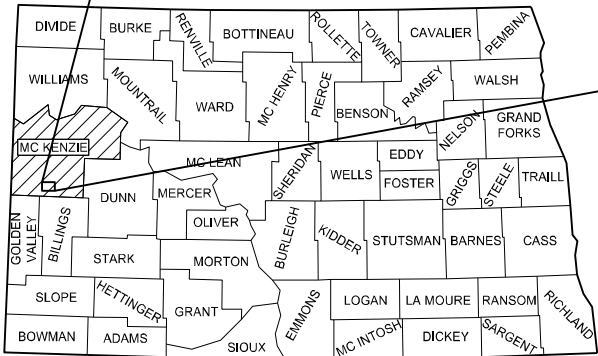 DIVIDE
BURKE
RENVILLE
BOTTINEAU
ROLLETTE
TOWNER
CAVALIER
PEMBINA
WILLIAMS
MOUNTRAIL
WARD
MC HENRY
PIERCE
BENSON
RAMSEY
WALSH
MC KENZIE
NELSON
GRAND
FORKS
MC LEAN
SHERIDAN
WELLS
EDDY
FOSTER
GRIGGS
STEELE
TRAILL
DUNN
MERCER
OLIVER
GOLDEN
VALLEY
BILLINGS
STARK
MORTON
BURLEIGH
KIDDER
STUTSMAN
BARNES
CASS
SLOPE
HETTINGER
GRANT
EMMONS
LOGAN
LA MOURE
RANSOM
RICHLAND
BOWMAN
ADAMS
SIOUX
MC INTOSH
DICKEY
SARGENT